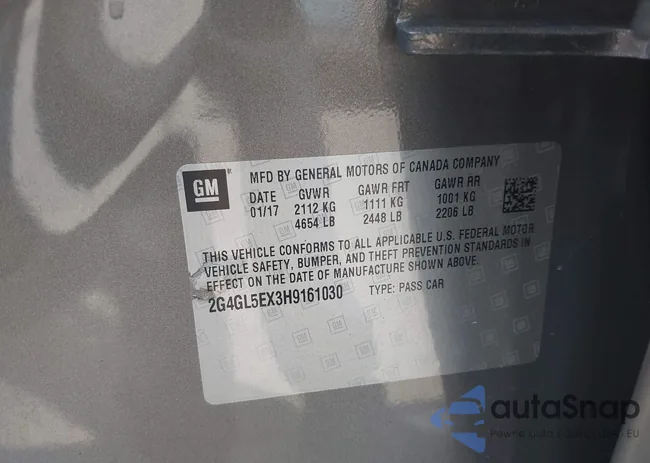 GM
MFD BY GENERAL MOTORS OF CANADA COMPANY
DATE GVWR GAWR FRT GAWR RR
01/17 2112 KG 1111 KG 1001 KG
4654 LB 2448 LB 2206 LB
THIS VEHICLE CONFORMS TO ALL APPLICABLE U.S. FEDERAL MOTOR
VEHICLE SAFETY, BUMPER, AND THEFT PREVENTION STANDARDS IN
EFFECT ON THE DATE OF MANUFACTURE SHOWN ABOVE.
2G4GL5EX3H9161030 TYPE: PASS CAR
autaSnap